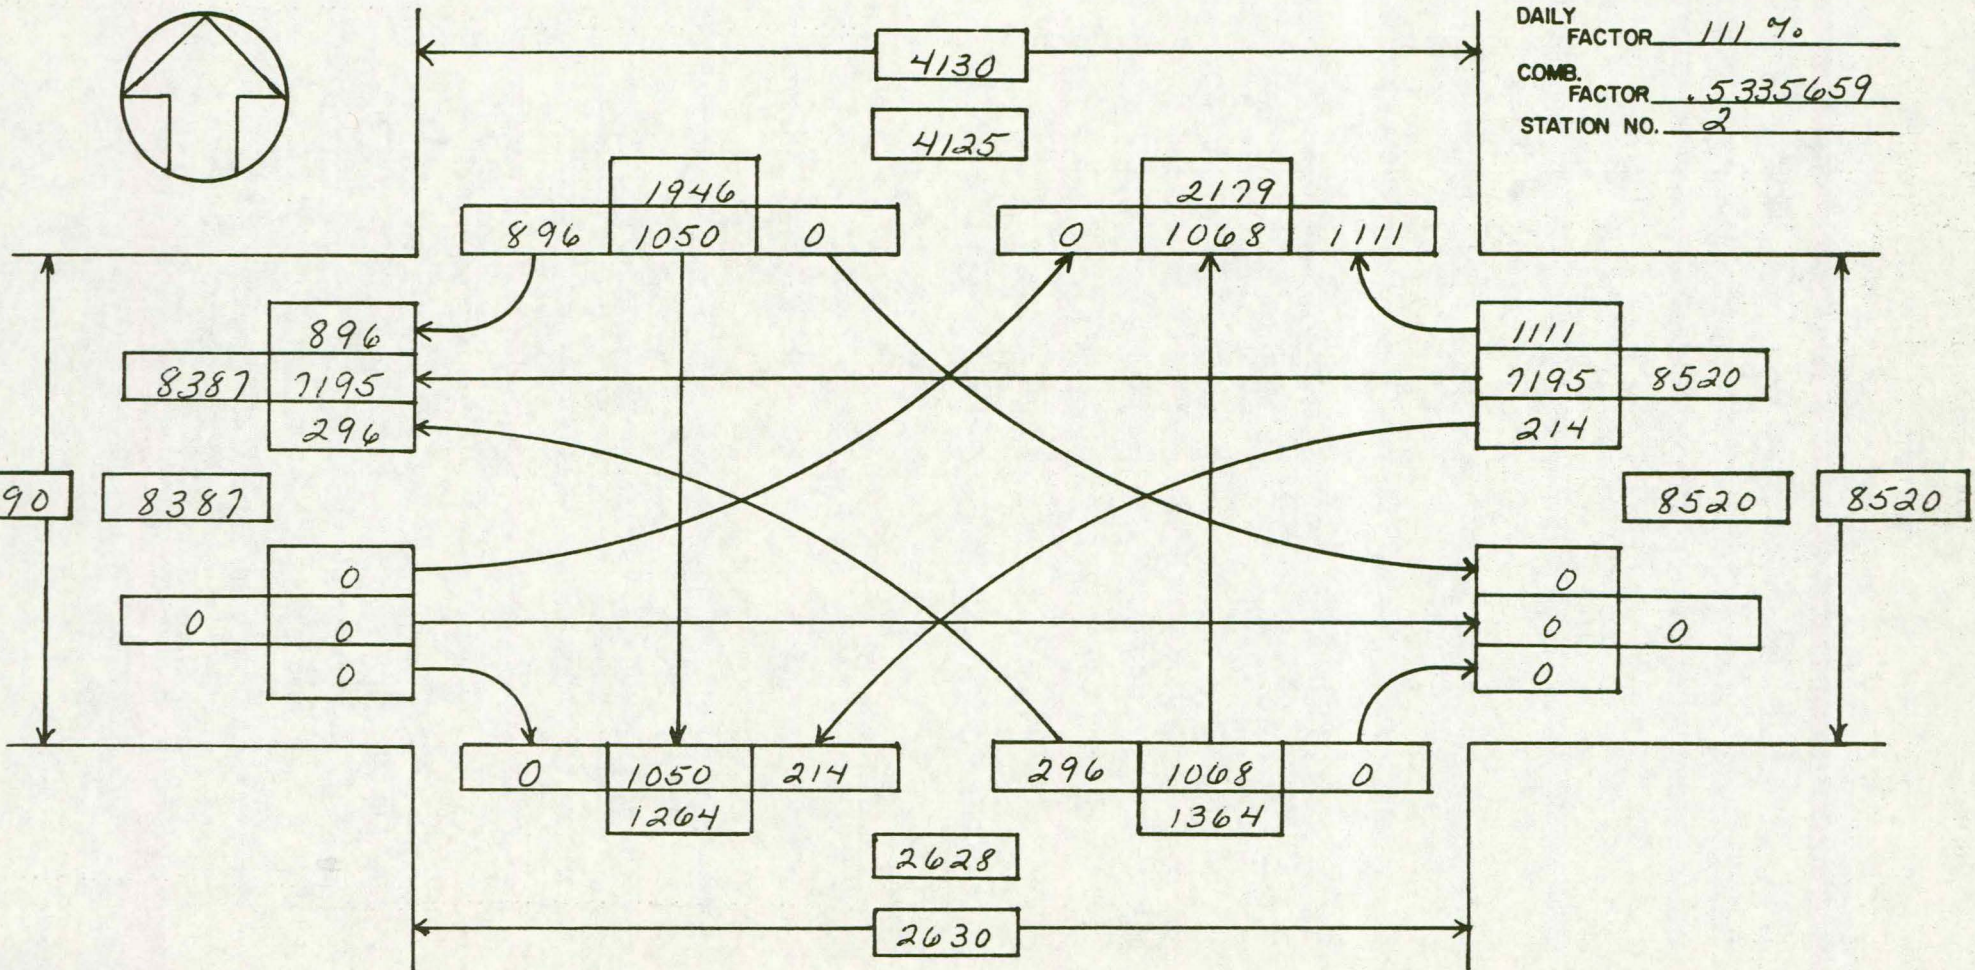 DAILY
FACTOR 111 %
4130
COMB.
FACTOR .5335659
STATION NO. 2
4125
1946
2179
896 1050 0
0 1068 1111
896
1111
8387 7195
7195 8520
296
214
90
8387
8520
8520
0
0
0 0
0 0
0
0
0 1050 214
296 1068 0
1264
1364
2628
2630